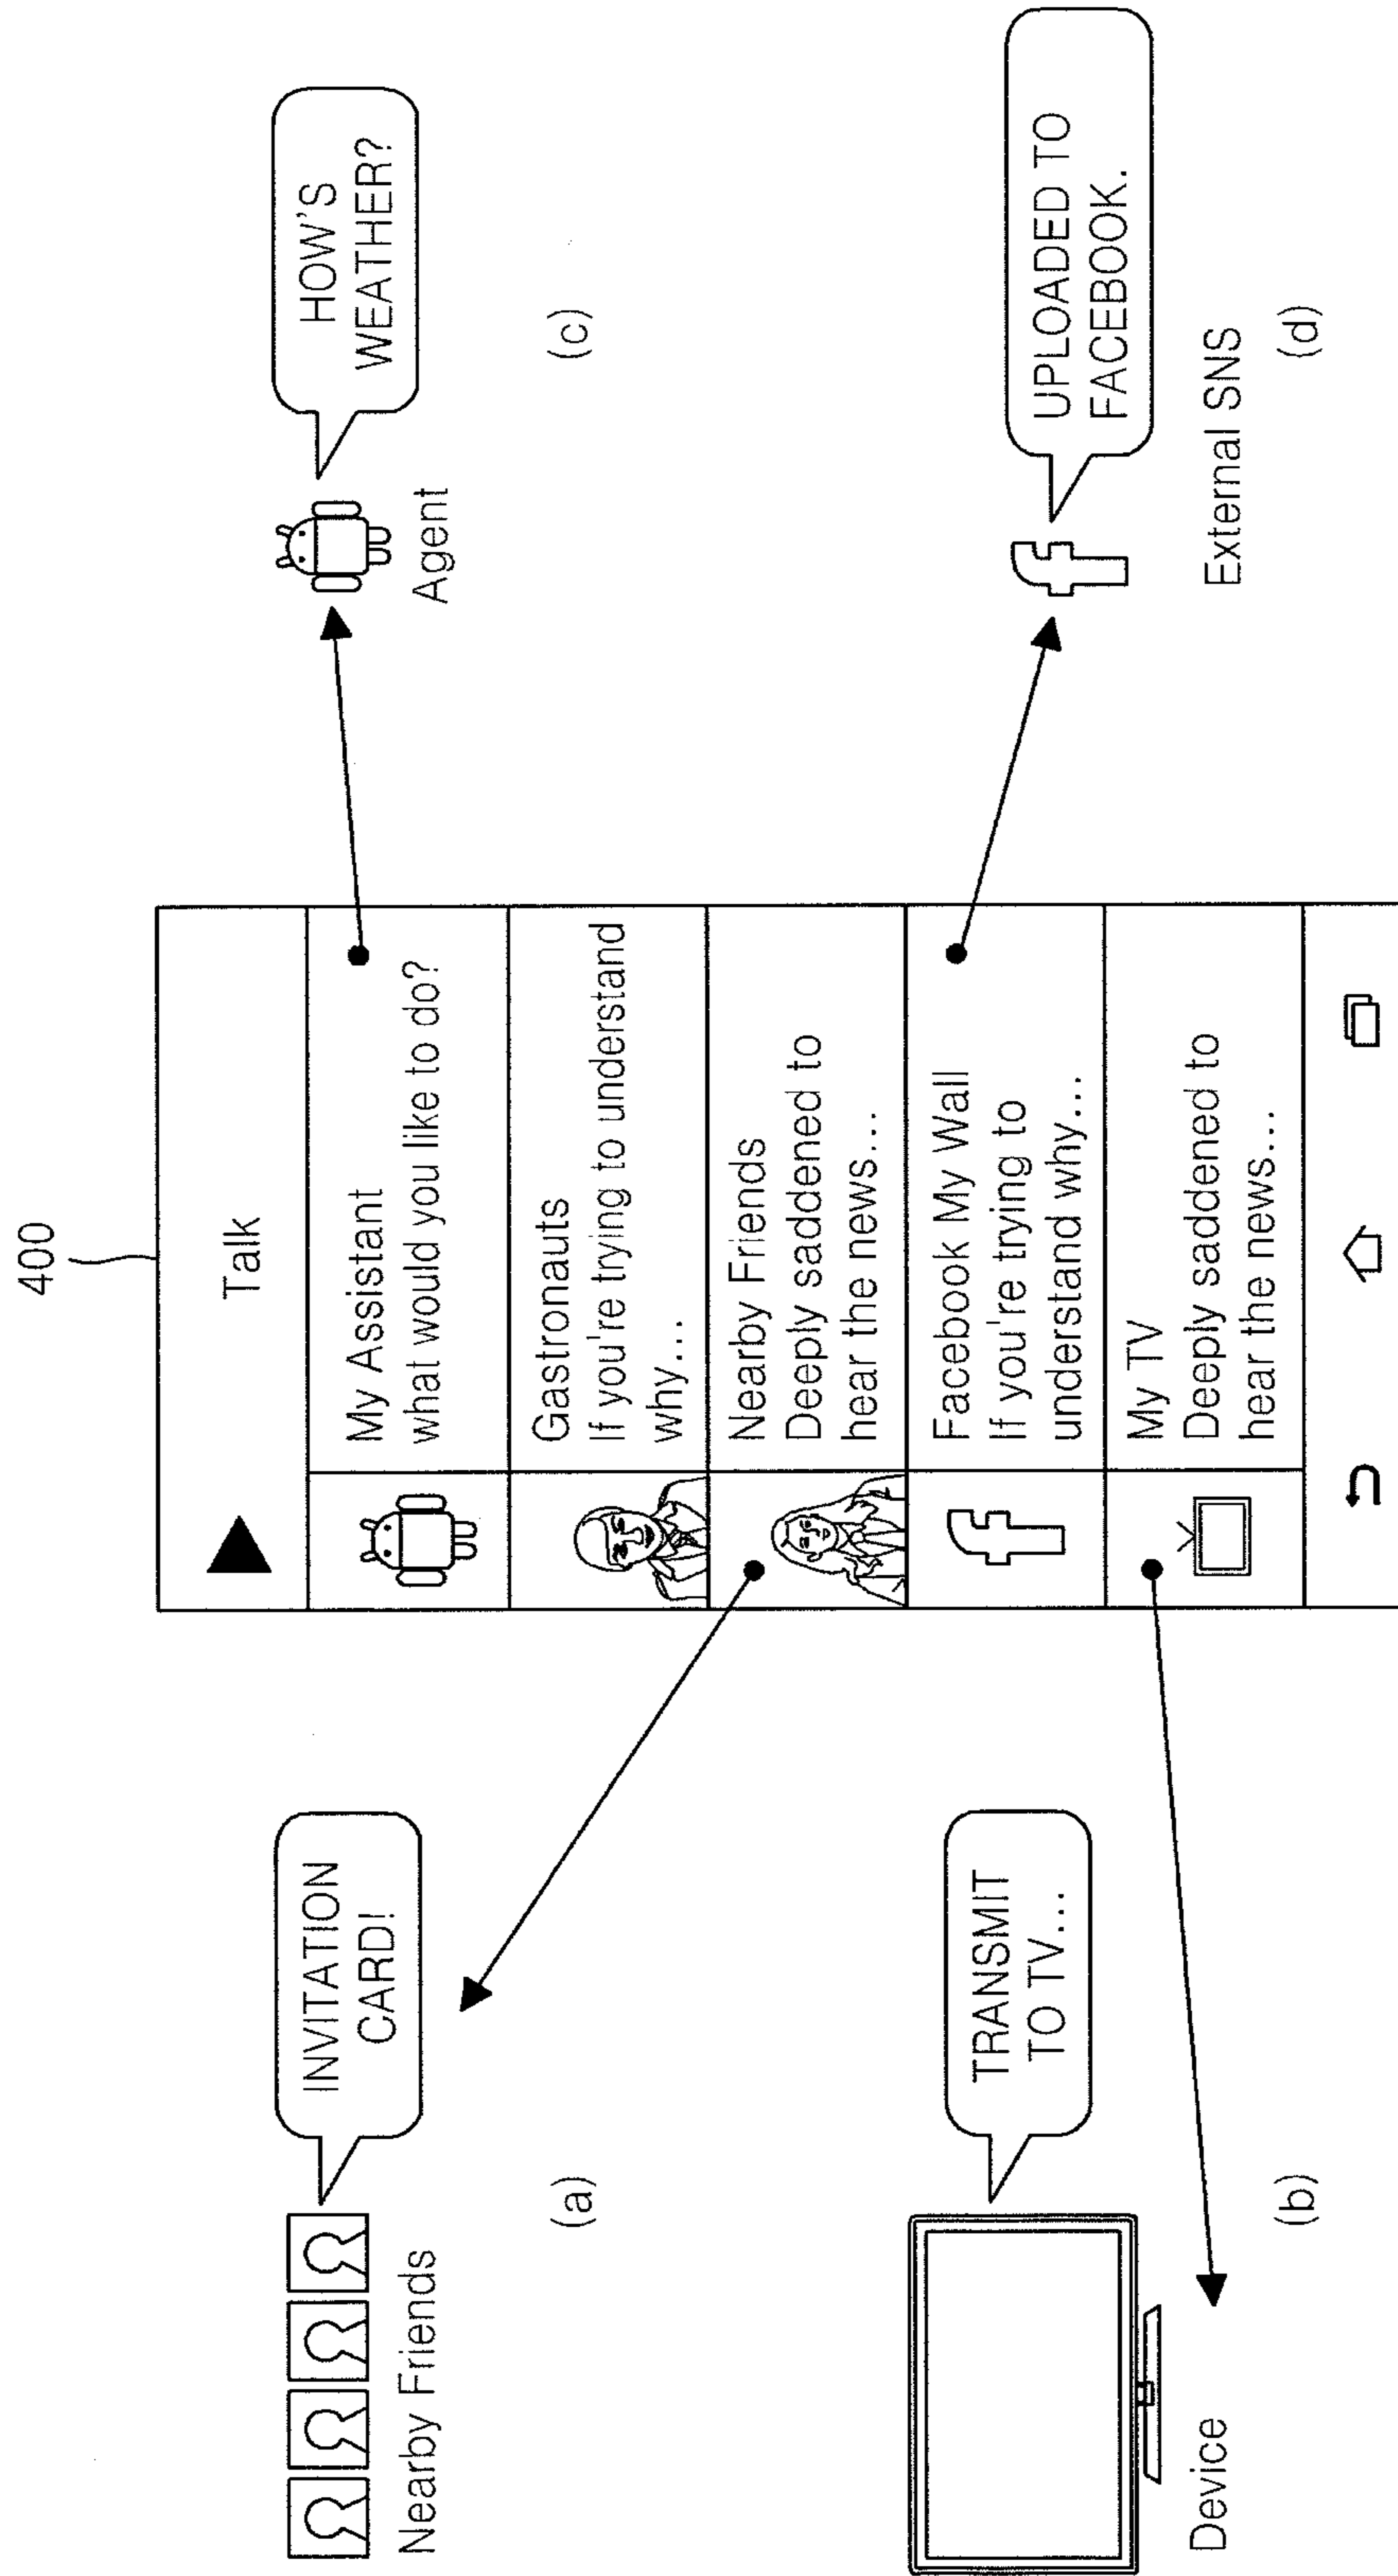 400
Talk
My Assistant
what would you like to do?
Gastronauts
If you're trying to understand
why...
Nearby Friends
Deeply saddened to
hear the news...
Facebook My Wall
If you're trying to
understand why...
My TV
Deeply saddened to
hear the news...
INVITATION
CARD!
Nearby Friends
(a)
TRANSMIT
TO TV...
Device
(b)
HOW'S
WEATHER?
Agent
(c)
UPLOADED TO
FACEBOOK.
External SNS
(d)